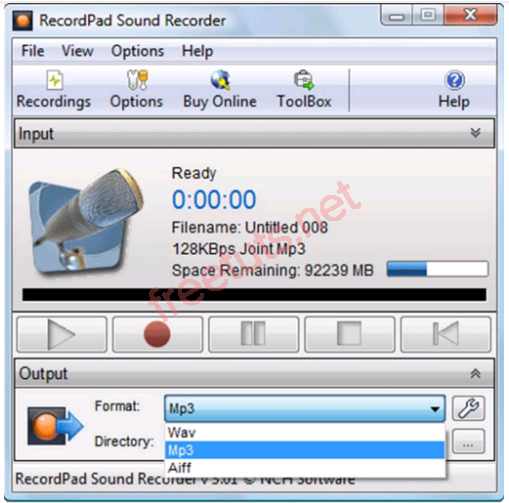 RecordPad Sound Recorder
File View Options Help
Recordings Options Buy Online ToolBox Help
Input
Ready
0:00:00
Filename: Untitled 008
128KBps Joint Mp3
Space Remaining: 92239 MB
freetuts.net
Output
Format: Mp3
Wav
Directory: Mp3
...
Aiff
RecordPad Sound Recorder v 3.01 © NCH Software